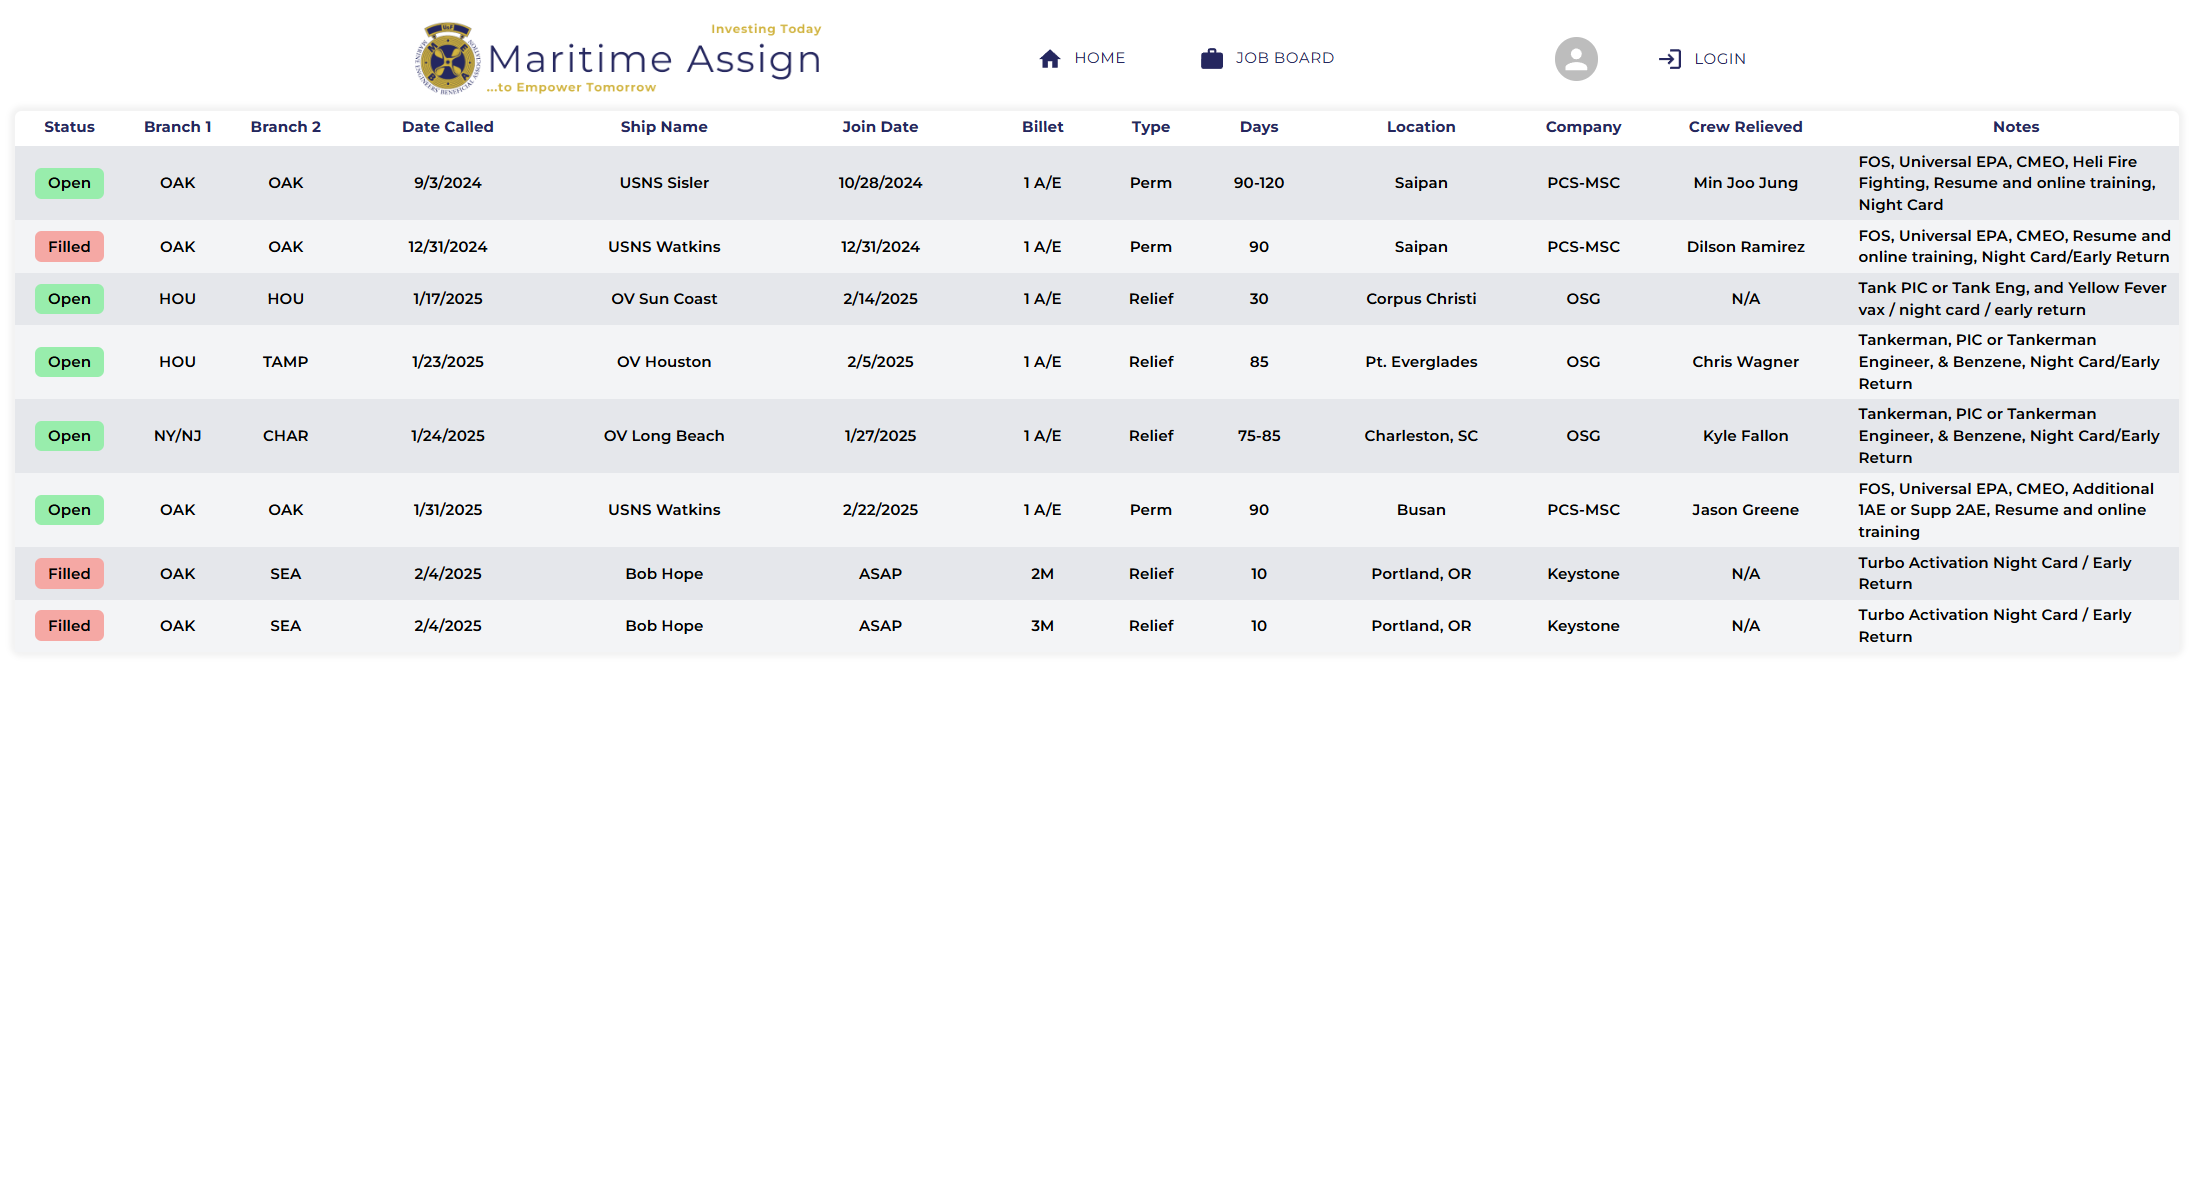 Investing Today
Maritime Assign
...to Empower Tomorrow
HOME
JOB BOARD
LOGIN
Status Branch 1 Branch 2 Date Called Ship Name Join Date Billet Type Days Location Company Crew Relieved Notes
Open OAK OAK 9/3/2024 USNS Sisler 10/28/2024 1 A/E Perm 90-120 Saipan PCS-MSC Min Joo Jung FOS, Universal EPA, CMEO, Heli Fire
Fighting, Resume and online training,
Night Card
Filled OAK OAK 12/31/2024 USNS Watkins 12/31/2024 1 A/E Perm 90 Saipan PCS-MSC Dilson Ramirez FOS, Universal EPA, CMEO, Resume and
online training, Night Card/Early Return
Open HOU HOU 1/17/2025 OV Sun Coast 2/14/2025 1 A/E Relief 30 Corpus Christi OSG N/A Tank PIC or Tank Eng, and Yellow Fever
vax / night card / early return
Open HOU TAMP 1/23/2025 OV Houston 2/5/2025 1 A/E Relief 85 Pt. Everglades OSG Chris Wagner Tankerman, PIC or Tankerman
Engineer, & Benzene, Night Card/Early
Return
Open NY/NJ CHAR 1/24/2025 OV Long Beach 1/27/2025 1 A/E Relief 75-85 Charleston, SC OSG Kyle Fallon Tankerman, PIC or Tankerman
Engineer, & Benzene, Night Card/Early
Return
Open OAK OAK 1/31/2025 USNS Watkins 2/22/2025 1 A/E Perm 90 Busan PCS-MSC Jason Greene FOS, Universal EPA, CMEO, Additional
1AE or Supp 2AE, Resume and online
training
Filled OAK SEA 2/4/2025 Bob Hope ASAP 2M Relief 10 Portland, OR Keystone N/A Turbo Activation Night Card / Early
Return
Filled OAK SEA 2/4/2025 Bob Hope ASAP 3M Relief 10 Portland, OR Keystone N/A Turbo Activation Night Card / Early
Return